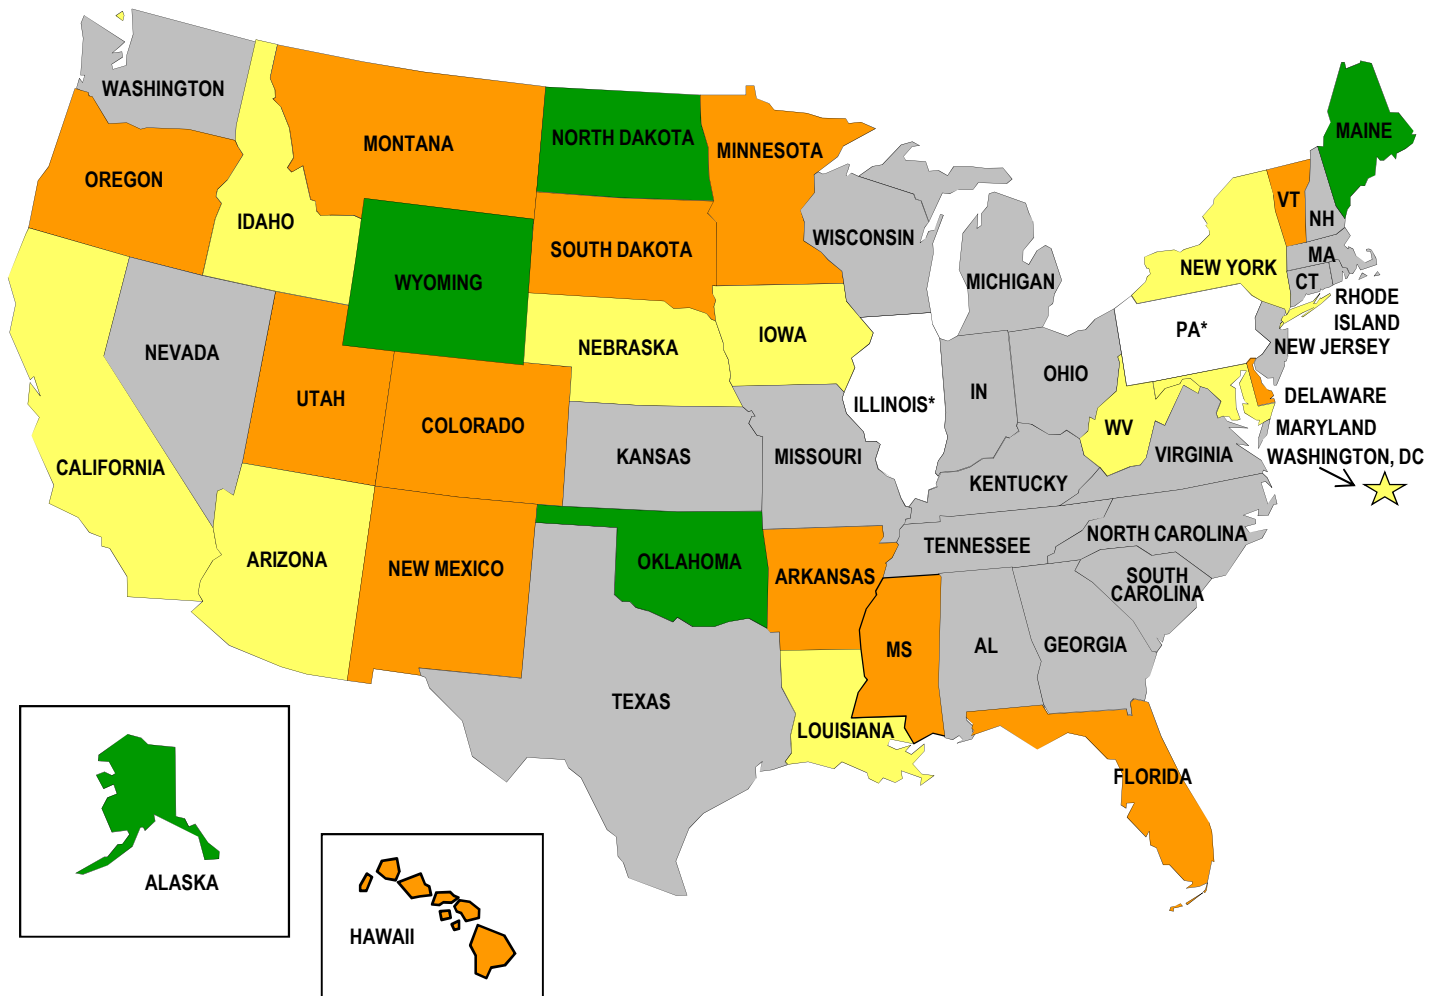 WASHINGTON
MONTANA
NORTH DAKOTA
MINNESOTA
MAINE
OREGON
IDAHO
SOUTH DAKOTA
WISCONSIN
VT
NH
MA
NEW YORK
CT
WYOMING
MICHIGAN
RHODE
ISLAND
NEVADA
NEBRASKA
IOWA
PA*
NEW JERSEY
UTAH
COLORADO
ILLINOIS*
IN
OHIO
DELAWARE
WV
MARYLAND
CALIFORNIA
KANSAS
MISSOURI
KENTUCKY
VIRGINIA
WASHINGTON, DC
ARIZONA
NEW MEXICO
OKLAHOMA
ARKANSAS
TENNESSEE
NORTH CAROLINA
SOUTH
CAROLINA
MS
AL
GEORGIA
TEXAS
LOUISIANA
FLORIDA
ALASKA
HAWAII